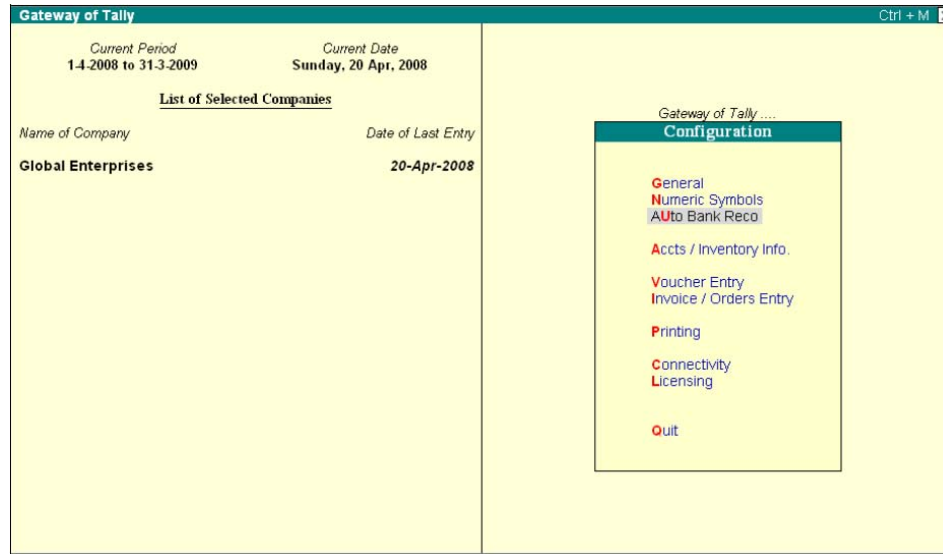 Gateway of Tally Ctrl + M
Current Period Current Date
1-4-2008 to 31-3-2009 Sunday, 20 Apr, 2008
List of Selected Companies
Name of Company Date of Last Entry
Global Enterprises 20-Apr-2008
Gateway of Tally ....
Configuration
General
Numeric Symbols
AUto Bank Reco
Accts / Inventory Info.
Voucher Entry
Invoice / Orders Entry
Printing
Connectivity
Licensing
Quit